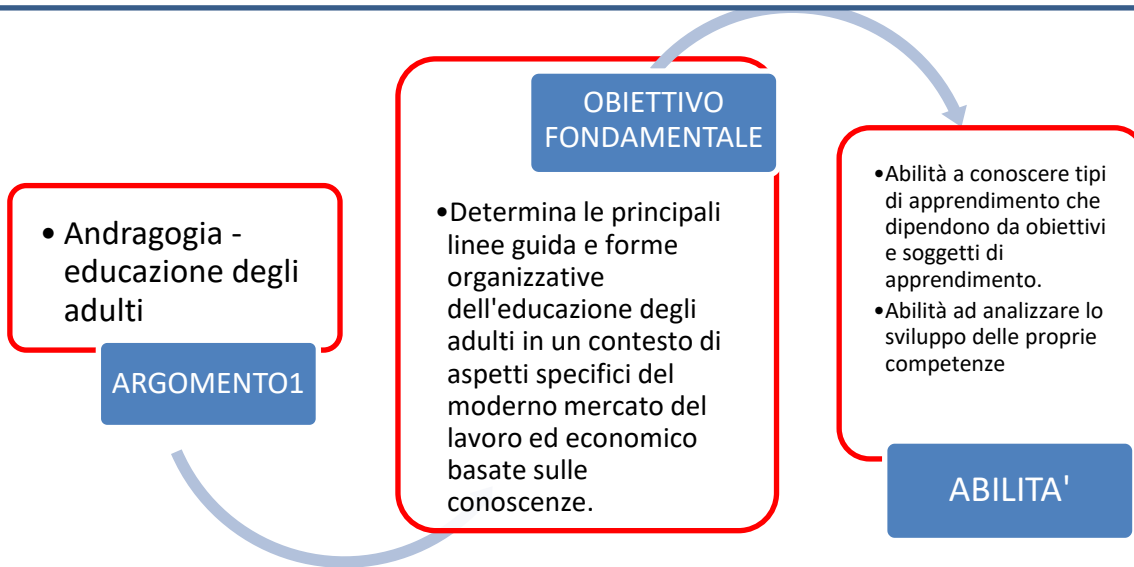 • Andragogia -
educazione degli
adulti
ARGOMENTO1
OBIETTIVO
FONDAMENTALE
•Determina le principali
linee guida e forme
organizzative
dell'educazione degli
adulti in un contesto di
aspetti specifici del
moderno mercato del
lavoro ed economico
basate sulle
conoscenze.
•Abilità a conoscere tipi
di apprendimento che
dipendono da obiettivi
e soggetti di
apprendimento.
•Abilità ad analizzare lo
sviluppo delle proprie
competenze
ABILITA'